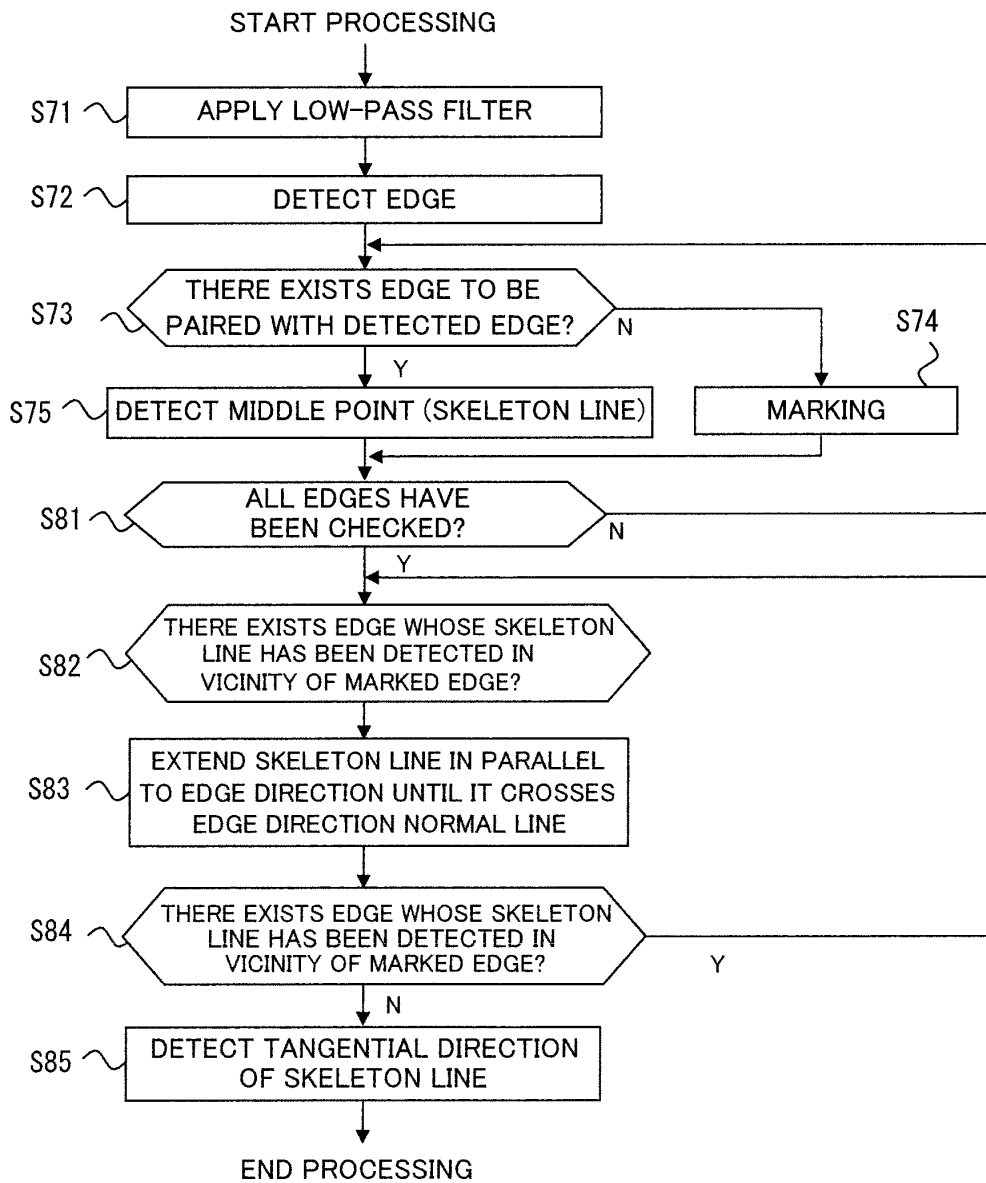 START PROCESSING
S71
APPLY LOW-PASS FILTER
S72
DETECT EDGE
S73
THERE EXISTS EDGE TO BE
PAIRED WITH DETECTED EDGE?
N
Y
S74
MARKING
S75
DETECT MIDDLE POINT (SKELETON LINE)
S81
ALL EDGES HAVE
BEEN CHECKED?
N
Y
S82
THERE EXISTS EDGE WHOSE SKELETON
LINE HAS BEEN DETECTED IN
VICINITY OF MARKED EDGE?
S83
EXTEND SKELETON LINE IN PARALLEL
TO EDGE DIRECTION UNTIL IT CROSSES
EDGE DIRECTION NORMAL LINE
S84
THERE EXISTS EDGE WHOSE SKELETON
LINE HAS BEEN DETECTED IN
VICINITY OF MARKED EDGE?
Y
N
S85
DETECT TANGENTIAL DIRECTION
OF SKELETON LINE
END PROCESSING